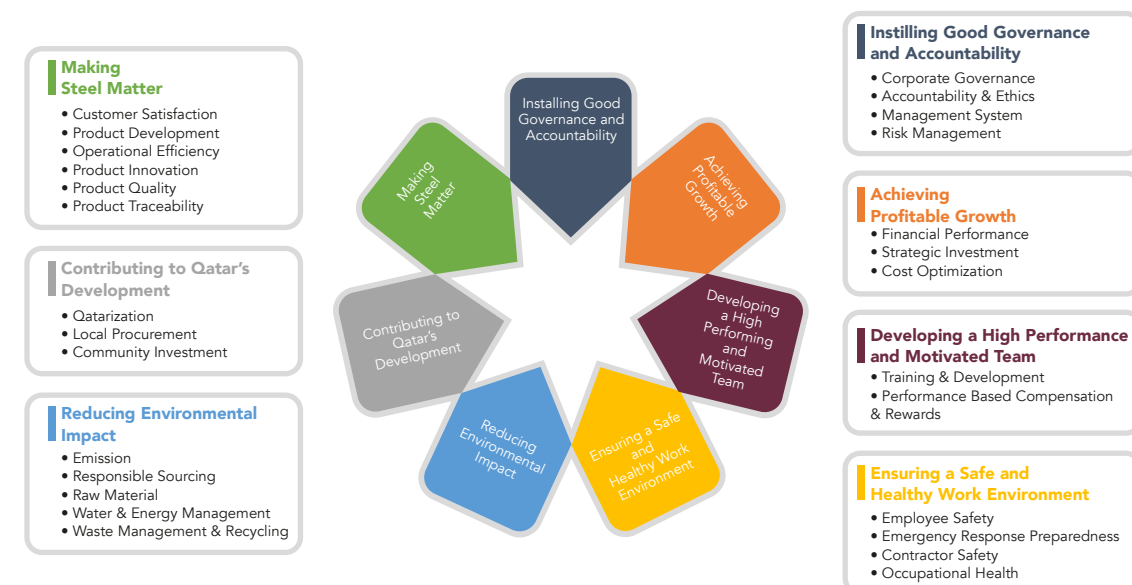 Making
Steel Matter
• Customer Satisfaction
• Product Development
• Operational Efficiency
• Product Innovation
• Product Quality
• Product Traceability
Contributing to Qatar's
Development
• Qatarization
• Local Procurement
• Community Investment
Reducing Environmental
Impact
• Emission
• Responsible Sourcing
• Raw Material
• Water & Energy Management
• Waste Management & Recycling
Installing Good
Governance and
Accountability
Achieving
Profitable
Growth
Developing
a High
Performing
and
Motivated
Team
Ensuring a Safe
and
Healthy Work
Environment
Reducing
Environmental
Impact
Contributing to
Qatar's
Development
Making
Steel
Matter
Instilling Good Governance
and Accountability
• Corporate Governance
• Accountability & Ethics
• Management System
• Risk Management
Achieving
Profitable Growth
• Financial Performance
• Strategic Investment
• Cost Optimization
Developing a High Performance
and Motivated Team
• Training & Development
• Performance Based Compensation
& Rewards
Ensuring a Safe and
Healthy Work Environment
• Employee Safety
• Emergency Response Preparedness
• Contractor Safety
• Occupational Health